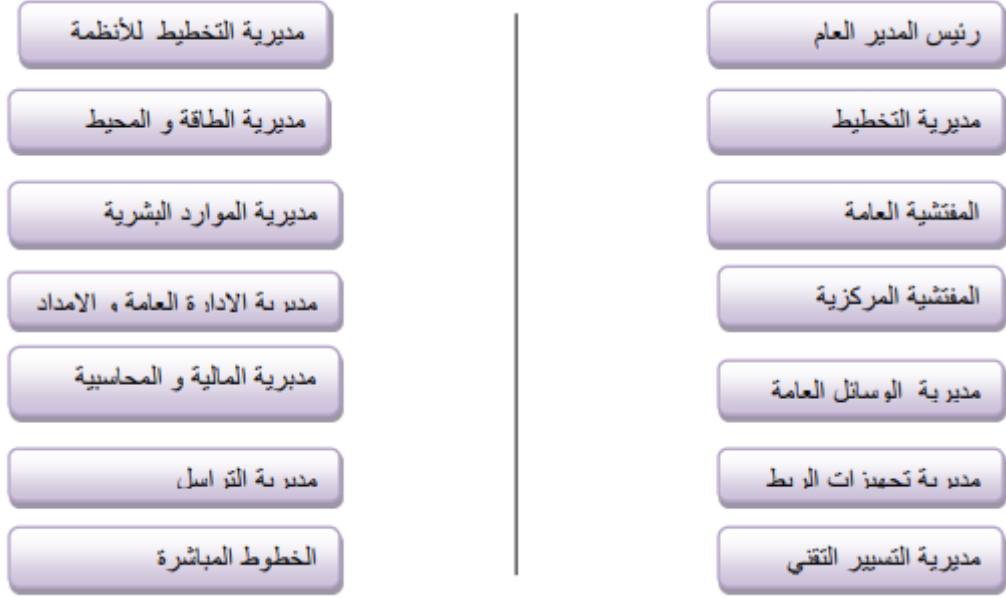 رئيس المدير العام
مديرية التخطيط
المفتشية العامة
المفتشية المركزية
مديرية الوسائل العامة
مديرية تجهيزات الربط
مديرية التسيير التقني
مديرية التخطيط للأنظمة
مديرية الطاقة و المحيط
مديرية الموارد البشرية
مديرية الادارة العامة و الامداد
مديرية المالية و المحاسبية
مديرية التراسل
الخطوط المباشرة